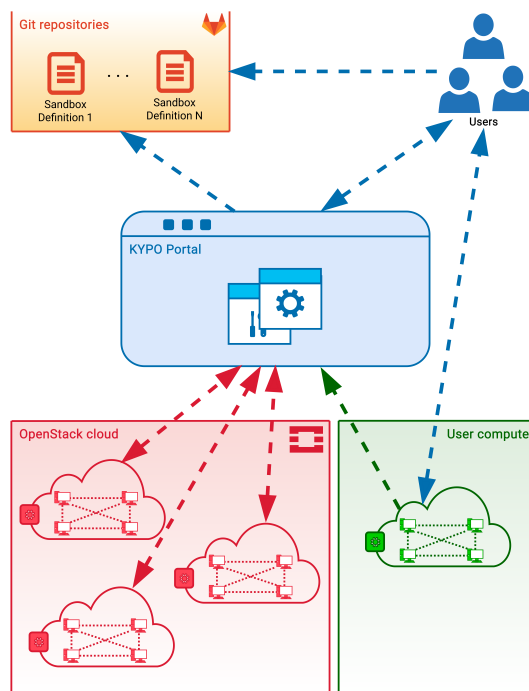 Git repositories
. . .
Sandbox
Definition 1
Sandbox
Definition N
Users
KYPO Portal
OpenStack cloud
User compute